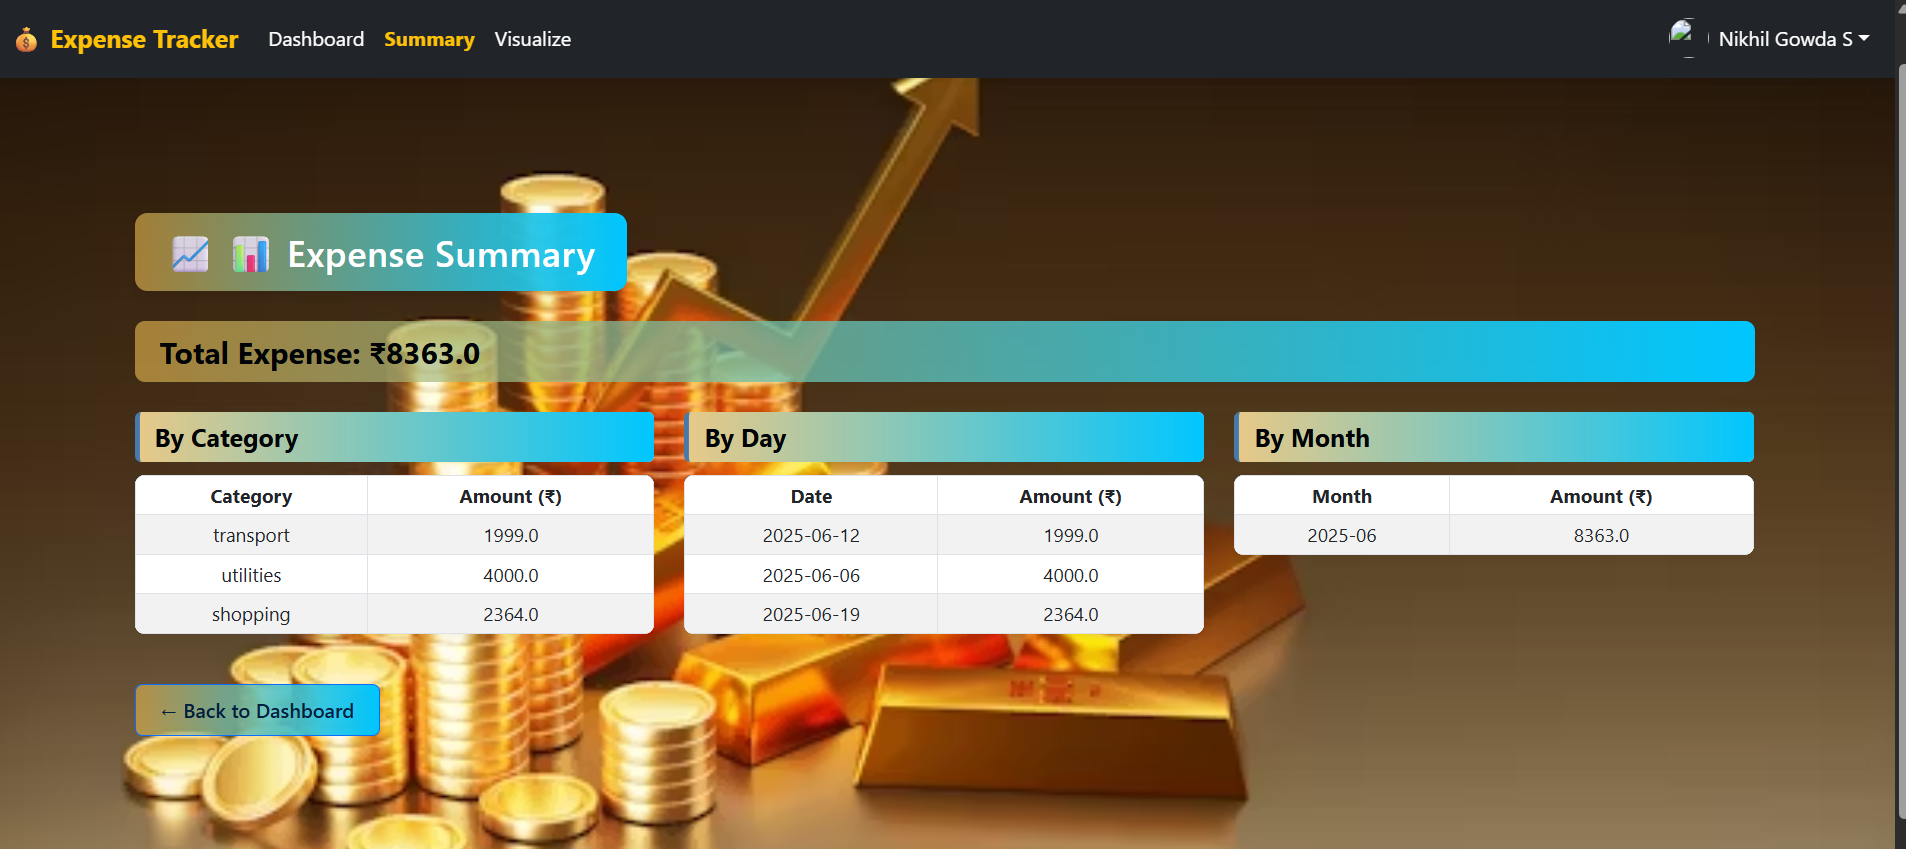 Expense Tracker Dashboard Summary Visualize Nikhil Gowda S
Expense Summary
Total Expense: ₹8363.0
By Category
Category Amount (₹)
transport 1999.0
utilities 4000.0
shopping 2364.0
By Day
Date Amount (₹)
2025-06-12 1999.0
2025-06-06 4000.0
2025-06-19 2364.0
By Month
Month Amount (₹)
2025-06 8363.0
← Back to Dashboard